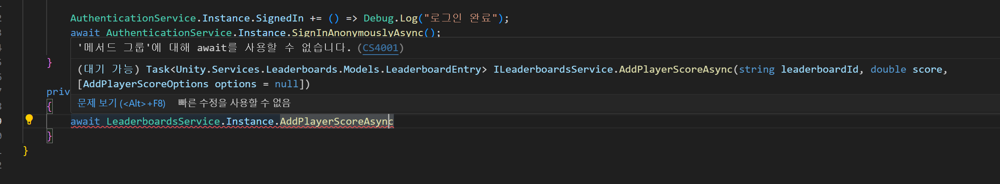 AuthenticationService.Instance.SignedIn += () => Debug.Log("로그인 완료");
await AuthenticationService.Instance.SignInAnonymouslyAsync();
'메서드 그룹'에 대해 await를 사용할 수 없습니다. (CS4001)
}
(대기 가능) Task<Unity.Services.Leaderboards.Models.LeaderboardEntry> ILeaderboardsService.AddPlayerScoreAsync(string leaderboardId, double score,
[AddPlayerScoreOptions options = null])
priv
{
문제 보기 (<Alt>+F8) 빠른 수정을 사용할 수 없음
await LeaderboardsService.Instance.AddPlayerScoreAsync
}
}